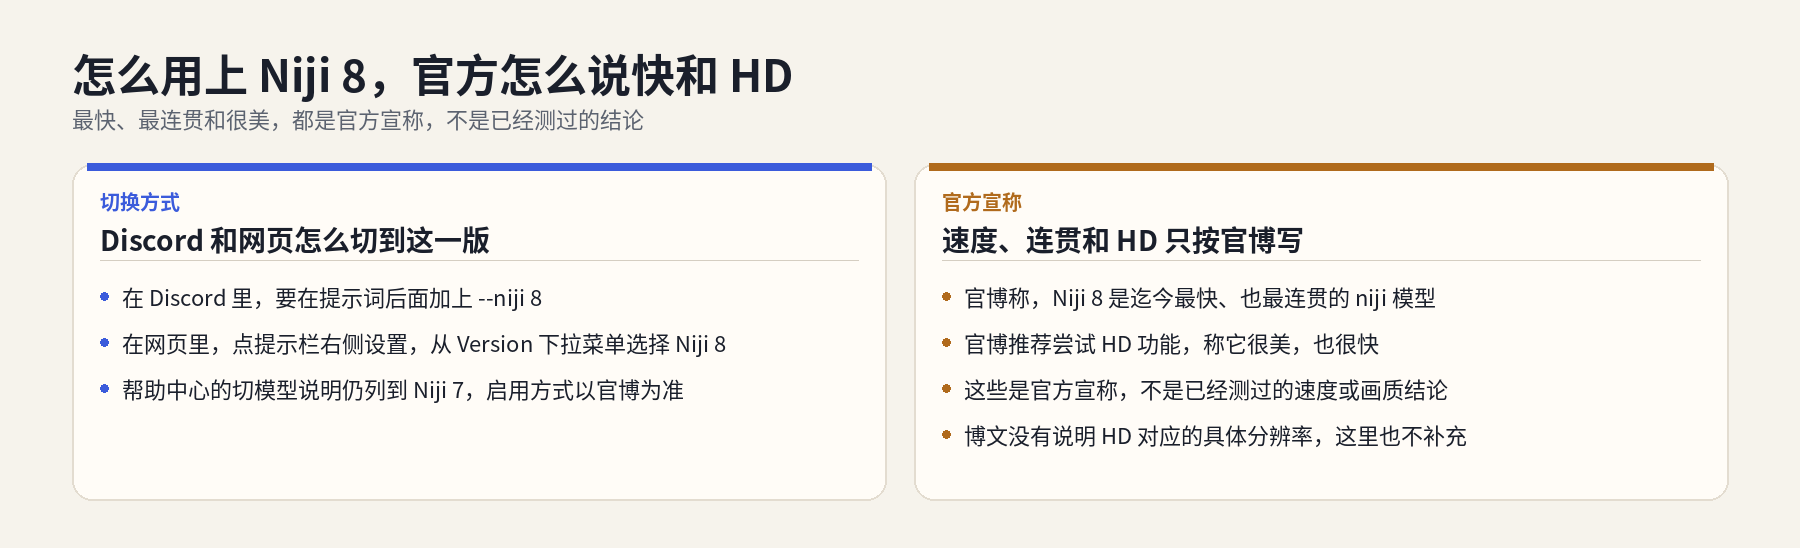 怎么用上 Niji 8，官方怎么说快和 HD
最快、最连贯和很美，都是官方宣称，不是已经测过的结论
切换方式
Discord 和网页怎么切到这一版
在 Discord 里，要在提示词后面加上 --niji 8
在网页里，点提示栏右侧设置，从 Version 下拉菜单选择 Niji 8
帮助中心的切模型说明仍列到 Niji 7，启用方式以官博为准
官方宣称
速度、连贯和 HD 只按官博写
官博称，Niji 8 是迄今最快、也最连贯的 niji 模型
官博推荐尝试 HD 功能，称它很美，也很快
这些是官方宣称，不是已经测过的速度或画质结论
博文没有说明 HD 对应的具体分辨率，这里也不补充